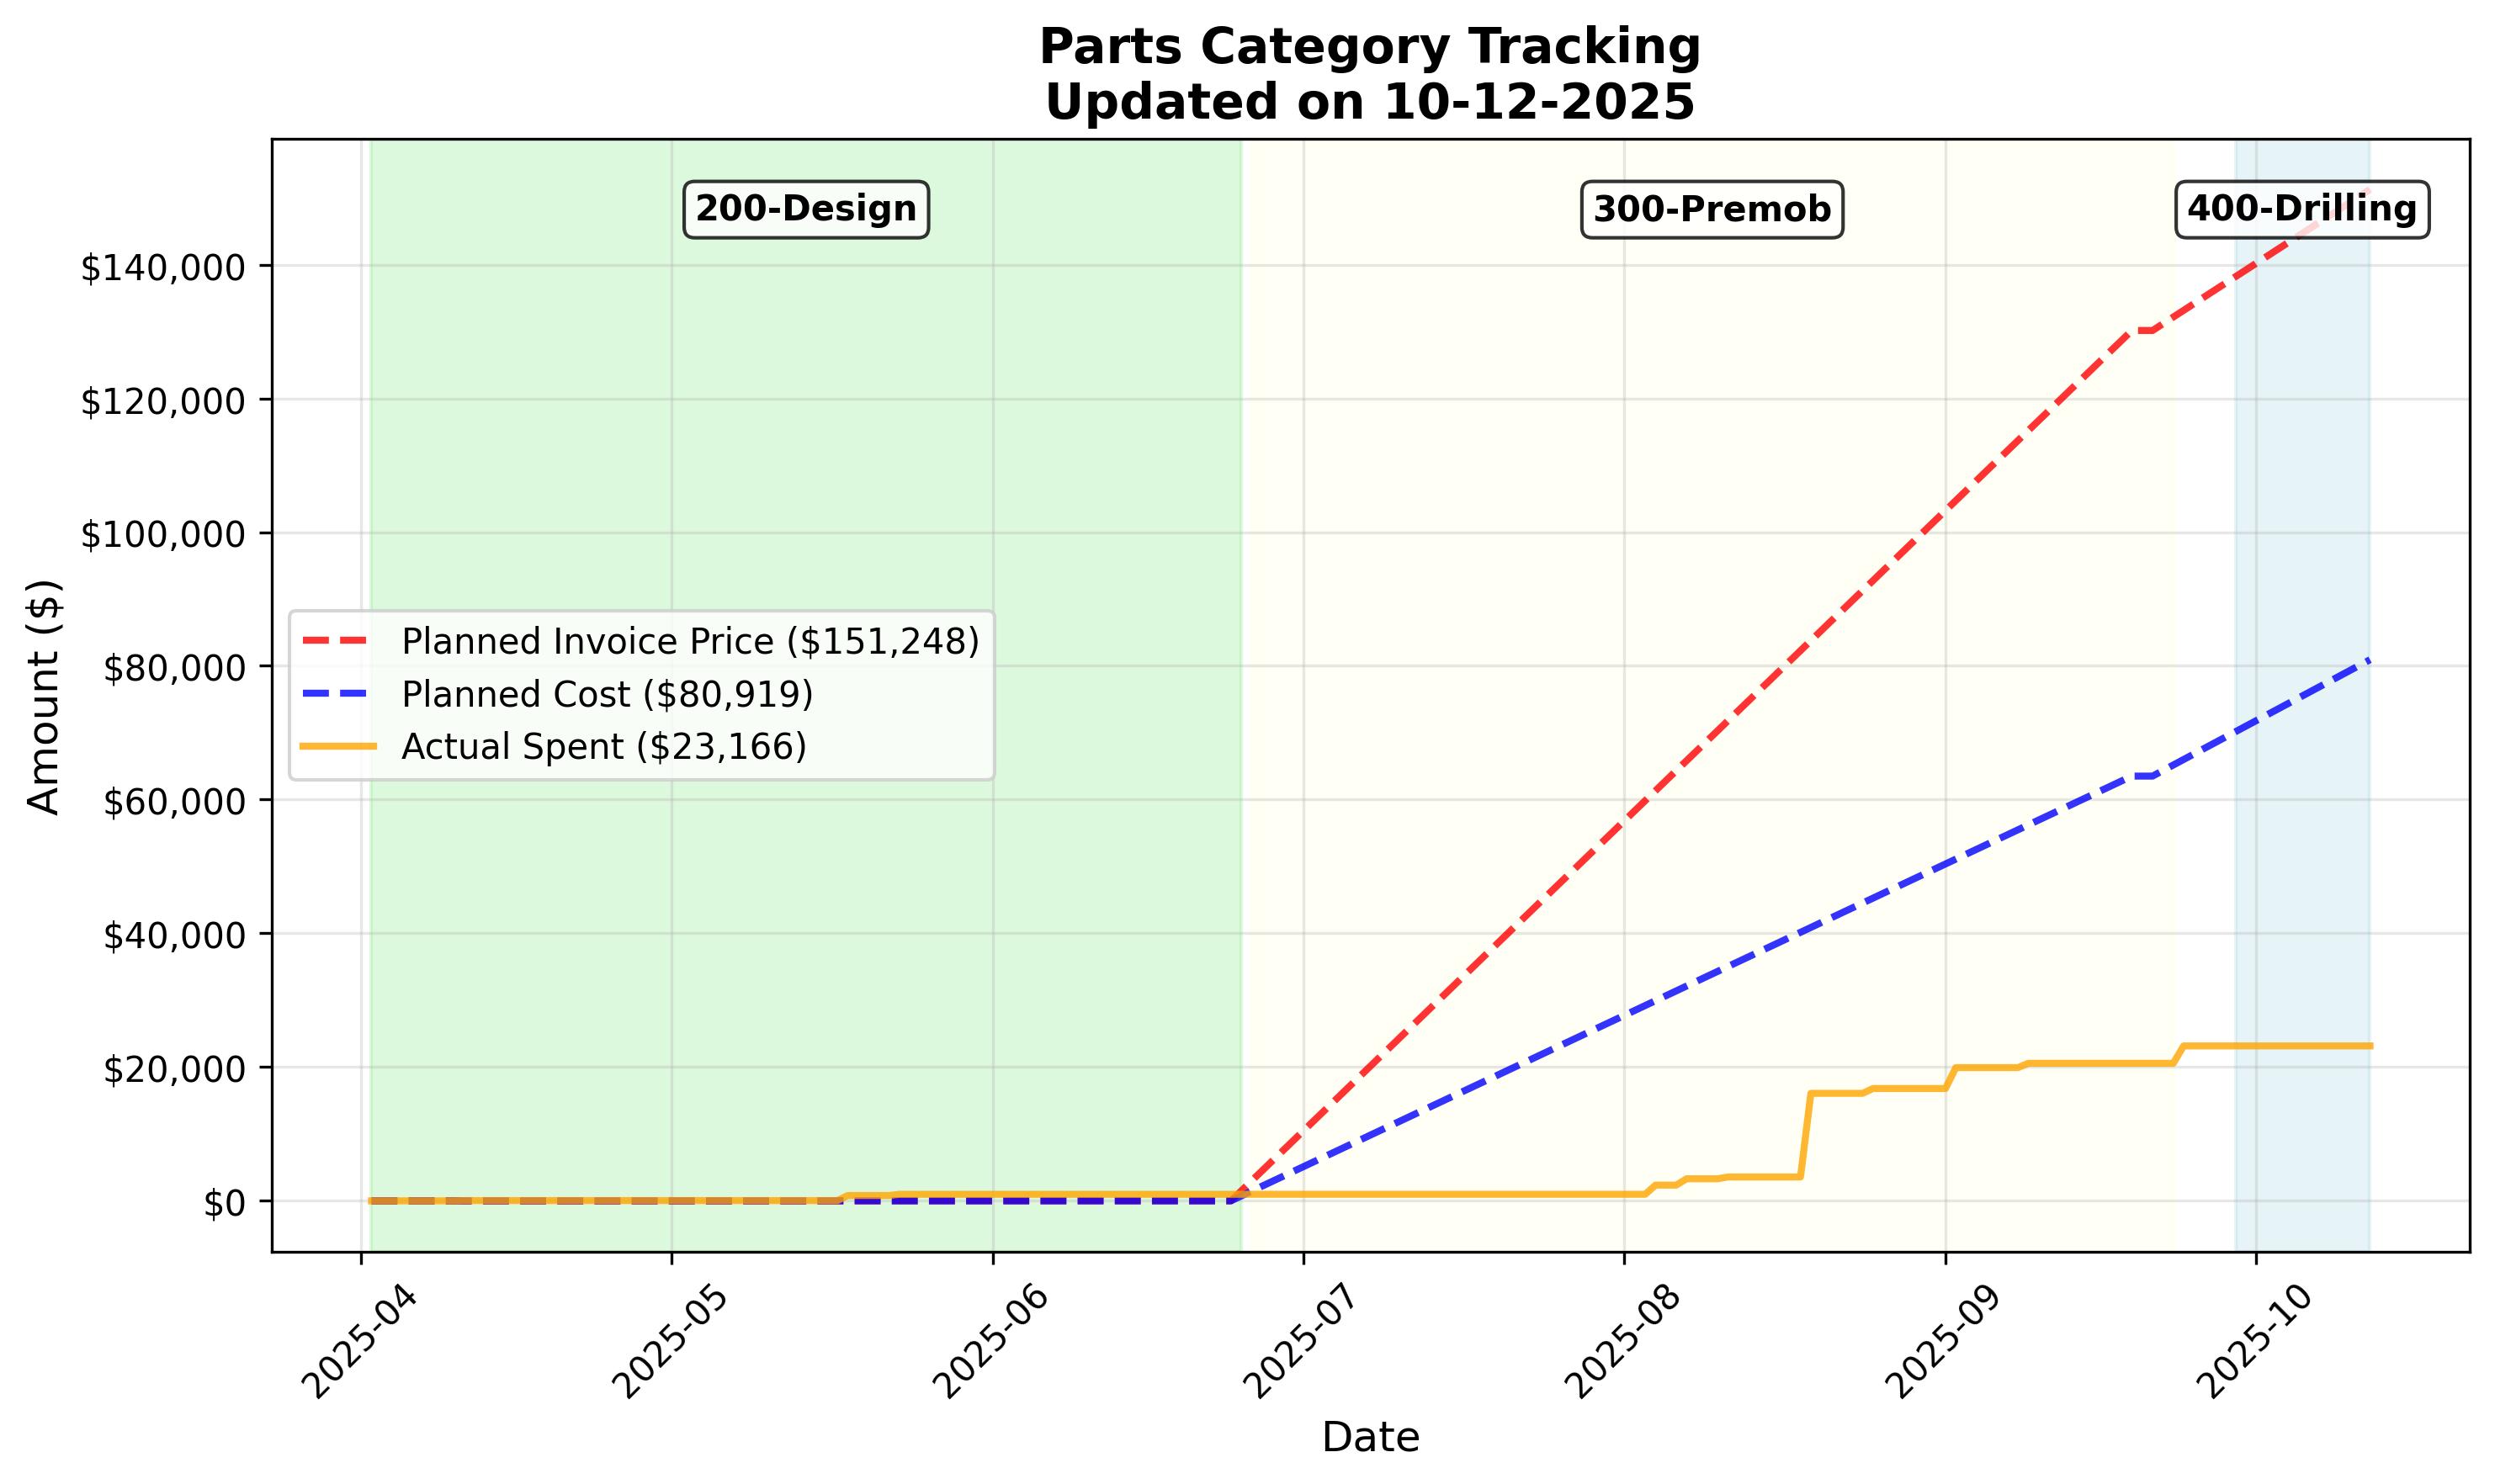 Parts Category Tracking
Updated on 10-12-2025
200-Design
300-Premob
400-Drilling
$140,000
$120,000
$100,000
$80,000
$60,000
$40,000
$20,000
$0
Amount ($)
Planned Invoice Price ($151,248)
Planned Cost ($80,919)
Actual Spent ($23,166)
2025-04
2025-05
2025-06
2025-07
2025-08
2025-09
2025-10
Date